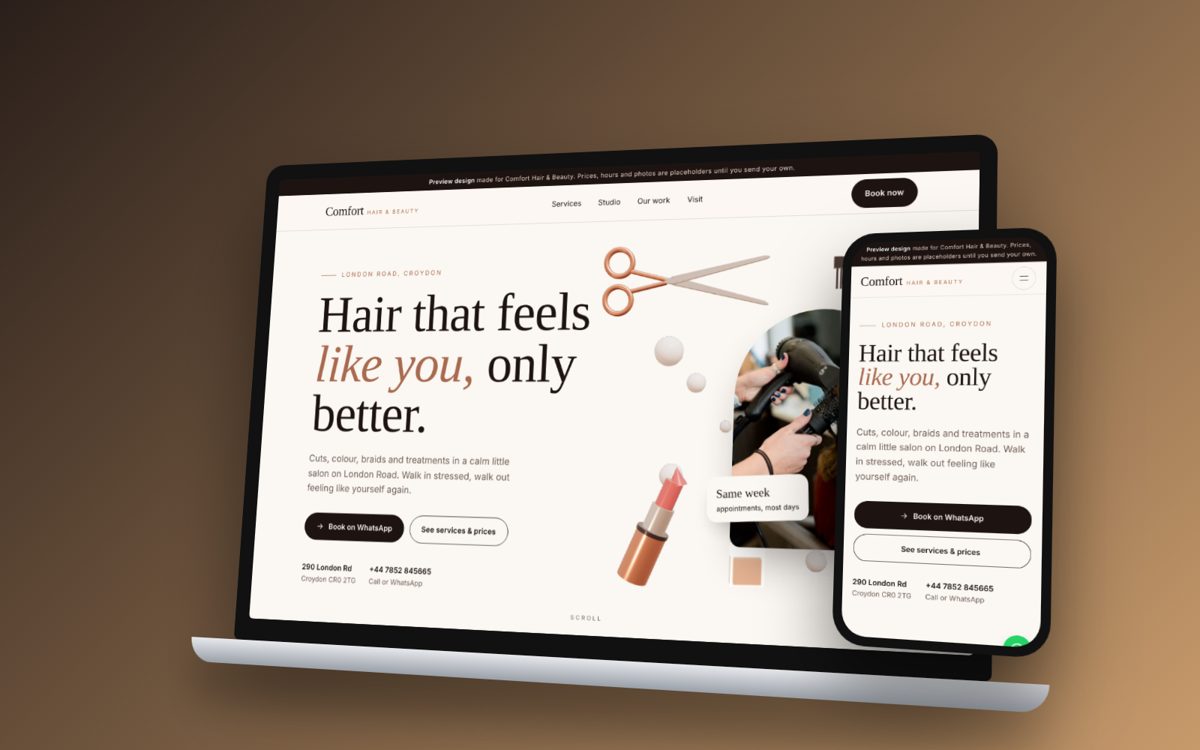 Preview design made for Comfort Hair & Beauty. Prices, hours and photos are placeholders until you send your own.
Comfort HAIR & BEAUTY
Services Studio Our work Visit
Book now
LONDON ROAD, CROYDON
Hair that feels
like you, only
better.
Cuts, colour, braids and treatments in a calm little
salon on London Road. Walk in stressed, walk out
feeling like yourself again.
→ Book on WhatsApp
See services & prices
290 London Rd
Croydon CR0 2TG
+44 7852 845665
Call or WhatsApp
Same week
appointments, most days
SCROLL
Preview design made for Comfort Hair & Beauty. Prices,
hours and photos are placeholders until you send your own.
Comfort HAIR & BEAUTY
LONDON ROAD, CROYDON
Hair that feels
like you, only
better.
Cuts, colour, braids and treatments in a
calm little salon on London Road. Walk
in stressed, walk out feeling like
yourself again.
→ Book on WhatsApp
See services & prices
290 London Rd
Croydon CR0 2TG
+44 7852 845665
Call or WhatsApp